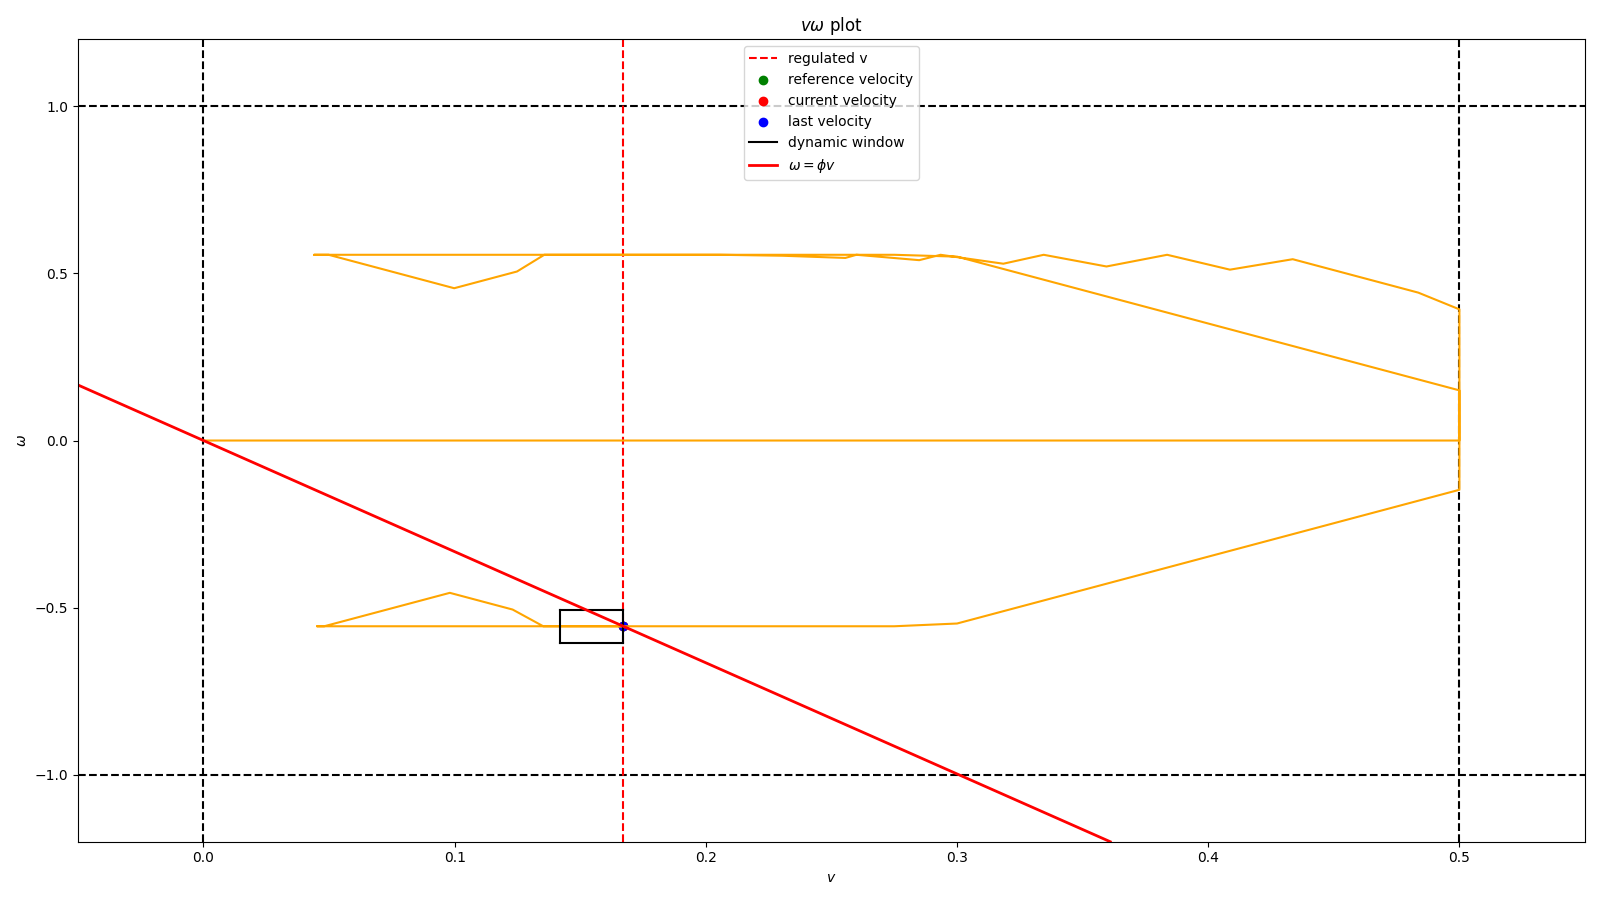 vω plot
regulated v
reference velocity
current velocity
last velocity
dynamic window
ω = ϕv
1.0
0.5
0.0
−0.5
−1.0
ω
0.0 0.1 0.2 0.3 0.4 0.5
v